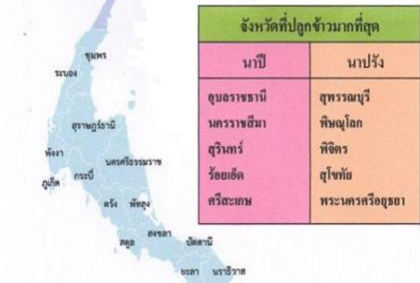 ชุมพร
ระนอง
สุราษฎร์ธานี
พังงา
นครศรีธรรมราช
กระบี่
ภูเก็ต
ตรัง พัทลุง
สงขลา
สตูล
ปัตตานี
ยะลา นราธิวาส
จังหวัดที่ปลูกข้าวมากที่สุด
นาปี นาปรัง
อุบลราชธานี สุพรรณบุรี
นครราชสีมา พิษณุโลก
สุรินทร์ พิจิตร
ร้อยเอ็ด สุโขทัย
ศรีสะเกษ พระนครศรีอยุธยา